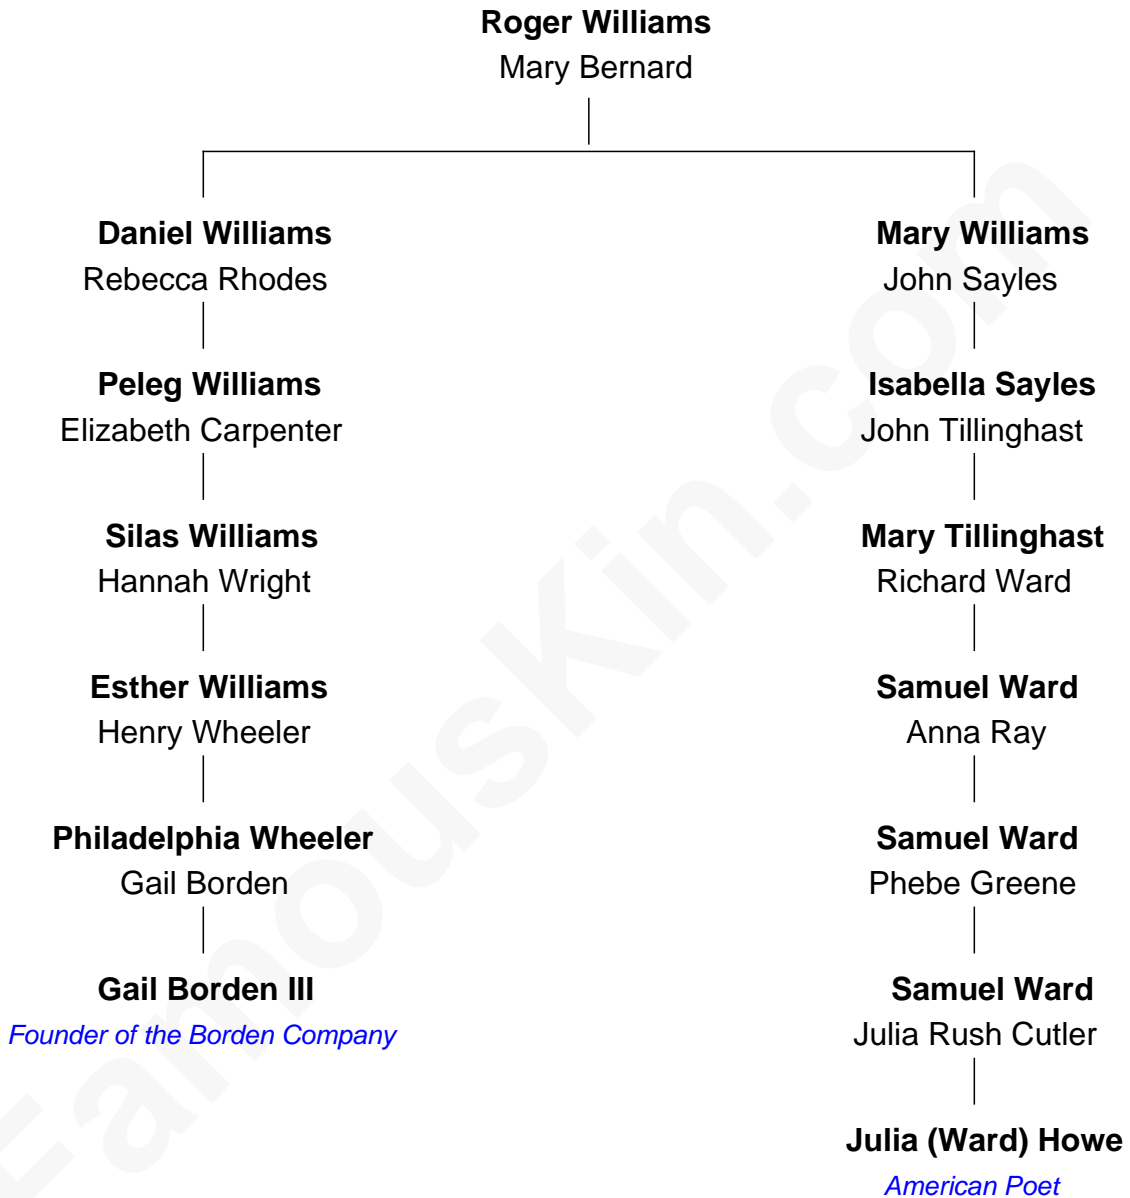 Roger Williams
Mary Bernard
Daniel Williams
Rebecca Rhodes
Peleg Williams
Elizabeth Carpenter
Silas Williams
Hannah Wright
Esther Williams
Henry Wheeler
Philadelphia Wheeler
Gail Borden
Gail Borden III
Founder of the Borden Company
Mary Williams
John Sayles
Isabella Sayles
John Tillinghast
Mary Tillinghast
Richard Ward
Samuel Ward
Anna Ray
Samuel Ward
Phebe Greene
Samuel Ward
Julia Rush Cutler
Julia (Ward) Howe
American Poet
FamousKin.com